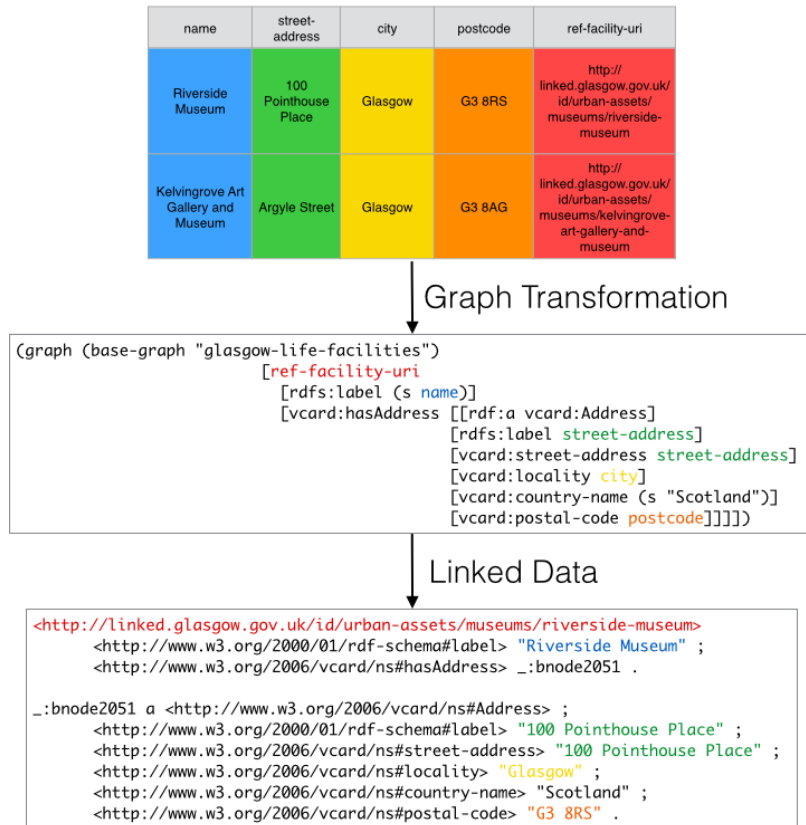 name street-address city postcode ref-facility-uri
Riverside Museum
100 Pointhouse Place
Glasgow
G3 8RS
http://
linked.glasgow.gov.uk/
id/urban-assets/
museums/riverside-
museum
Kelvingrove Art
Gallery and
Museum
Argyle Street
Glasgow
G3 8AG
http://
linked.glasgow.gov.uk/
id/urban-assets/
museums/kelvingrove-
art-gallery-and-
museum
Graph Transformation
(graph (base-graph "glasgow-life-facilities")
[ref-facility-uri
[rdfs:label (s name)]
[vcard:hasAddress [[rdf:a vcard:Address]
[rdfs:label street-address]
[vcard:street-address street-address]
[vcard:locality city]
[vcard:country-name (s "Scotland")]
[vcard:postal-code postcode]]]])
Linked Data
<http://linked.glasgow.gov.uk/id/urban-assets/museums/riverside-museum>
<http://www.w3.org/2000/01/rdf-schema#label> "Riverside Museum" ;
<http://www.w3.org/2006/vcard/ns#hasAddress> _:bnode2051 .
_:bnode2051 a <http://www.w3.org/2006/vcard/ns#Address> ;
<http://www.w3.org/2000/01/rdf-schema#label> "100 Pointhouse Place" ;
<http://www.w3.org/2006/vcard/ns#street-address> "100 Pointhouse Place" ;
<http://www.w3.org/2006/vcard/ns#locality> "Glasgow" ;
<http://www.w3.org/2006/vcard/ns#country-name> "Scotland" ;
<http://www.w3.org/2006/vcard/ns#postal-code> "G3 8RS" .